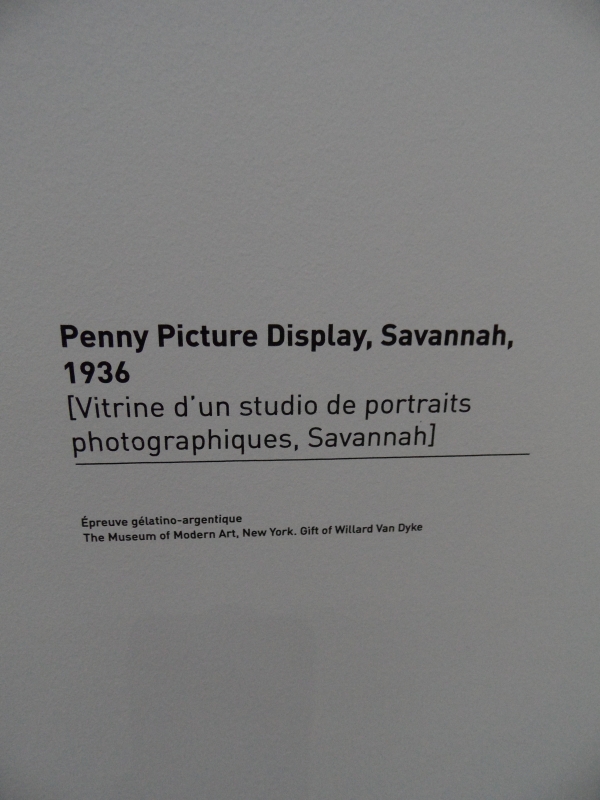 Penny Picture Display, Savannah,
1936
[Vitrine d'un studio de portraits
photographiques, Savannah]
Épreuve gélatino-argentique
The Museum of Modern Art, New York. Gift of Willard Van Dyke